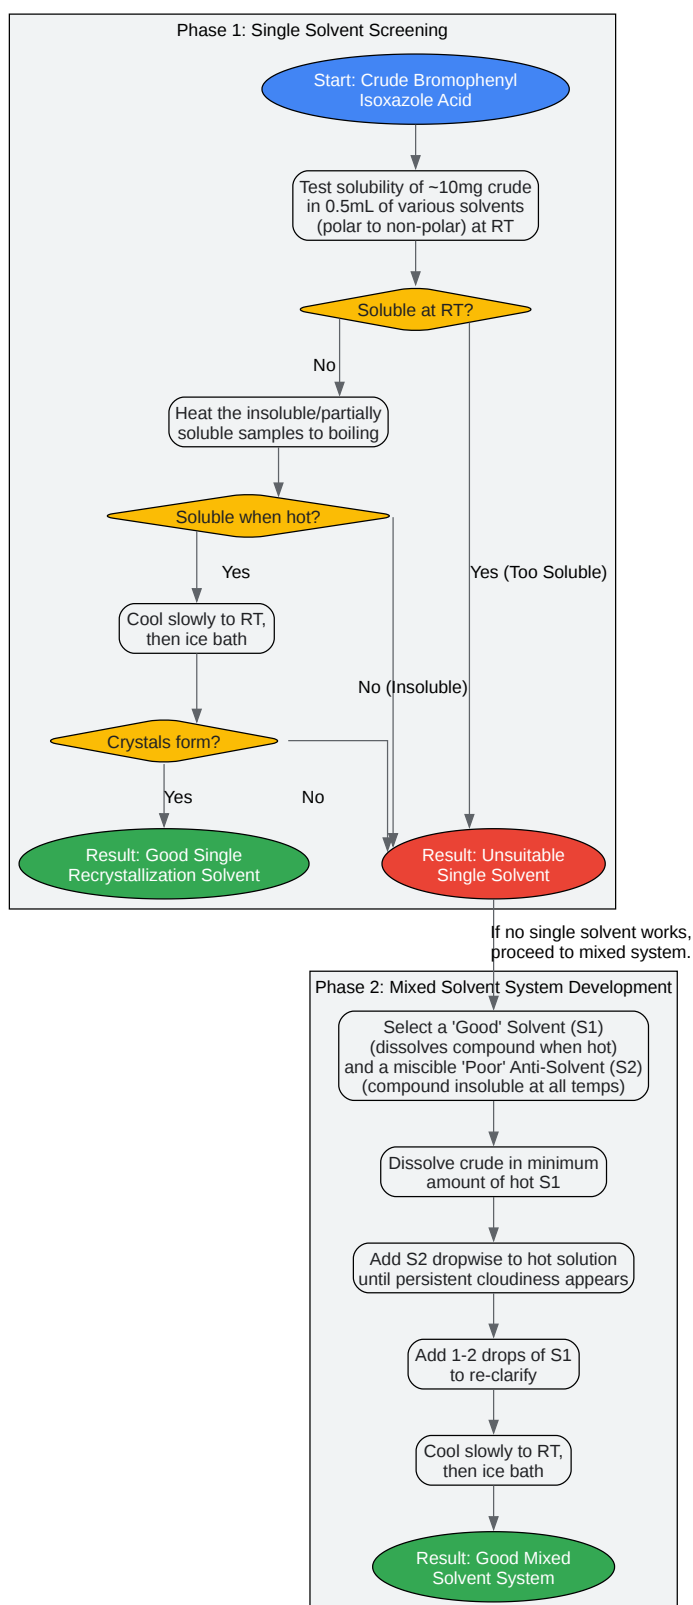 Phase 1: Single Solvent Screening
Start: Crude Bromophenyl
Isoxazole Acid
Test solubility of ~10mg crude
in 0.5mL of various solvents
(polar to non-polar) at RT
Soluble at RT?
No
Heat the insoluble/partially
soluble samples to boiling
Soluble when hot?
Yes
Yes (Too Soluble)
Cool slowly to RT,
then ice bath
No (Insoluble)
Crystals form?
Yes
No
Result: Good Single
Recrystallization Solvent
Result: Unsuitable
Single Solvent
If no single solvent works,
proceed to mixed system.
Phase 2: Mixed Solvent System Development
Select a 'Good' Solvent (S1)
(dissolves compound when hot)
and a miscible 'Poor' Anti-Solvent (S2)
(compound insoluble at all temps)
Dissolve crude in minimum
amount of hot S1
Add S2 dropwise to hot solution
until persistent cloudiness appears
Add 1-2 drops of S1
to re-clarify
Cool slowly to RT,
then ice bath
Result: Good Mixed
Solvent System